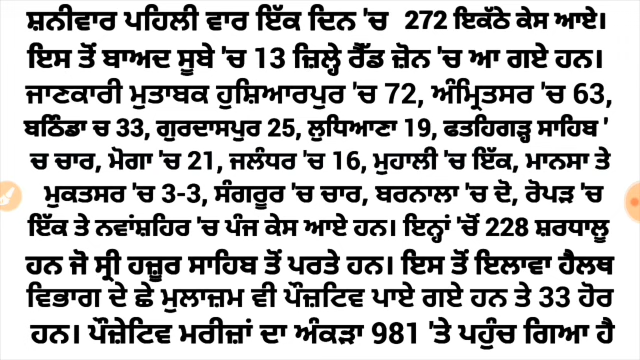 ਸ਼ਨੀਵਾਰ ਪਹਿਲੀ ਵਾਰ ਇੱਕ ਦਿਨ 'ਚ 272 ਇਕੱਠੇ ਕੇਸ ਆਏ।
ਇਸ ਤੋਂ ਬਾਅਦ ਸੂਬੇ 'ਚ 13 ਜ਼ਿਲ੍ਹੇ ਰੈੱਡ ਜ਼ੋਨ 'ਚ ਆ ਗਏ ਹਨ।
ਜਾਣਕਾਰੀ ਮੁਤਾਬਕ ਹੁਸ਼ਿਆਰਪੁਰ 'ਚ 72, ਅੰਮ੍ਰਿਤਸਰ 'ਚ 63,
ਬਠਿੰਡਾ ਚ 33, ਗੁਰਦਾਸਪੁਰ 25, ਲੁਧਿਆਣਾ 19, ਫਤਹਿਗੜ੍ਹ ਸਾਹਿਬ '
ਚ ਚਾਰ, ਮੋਗਾ 'ਚ 21, ਜਲੰਧਰ 'ਚ 16, ਮੁਹਾਲੀ 'ਚ ਇੱਕ, ਮਾਨਸਾ ਤੇ
ਮੁਕਤਸਰ 'ਚ 3-3, ਸੰਗਰੂਰ 'ਚ ਚਾਰ, ਬਰਨਾਲਾ 'ਚ ਦੋ, ਰੋਪੜ 'ਚ
ਇੱਕ ਤੇ ਨਵਾਂਸ਼ਹਿਰ 'ਚ ਪੰਜ ਕੇਸ ਆਏ ਹਨ। ਇਨ੍ਹਾਂ 'ਚੋਂ 228 ਸ਼ਰਧਾਲੂ
ਹਨ ਜੋ ਸ੍ਰੀ ਹਜ਼ੂਰ ਸਾਹਿਬ ਤੋਂ ਪਰਤੇ ਹਨ। ਇਸ ਤੋਂ ਇਲਾਵਾ ਹੈਲਥ
ਵਿਭਾਗ ਦੇ ਛੇ ਮੁਲਾਜ਼ਮ ਵੀ ਪੌਜ਼ਟਿਵ ਪਾਏ ਗਏ ਹਨ ਤੇ 33 ਹੋਰ
ਹਨ। ਪੌਜ਼ੇਟਿਵ ਮਰੀਜ਼ਾਂ ਦਾ ਅੰਕੜਾ 981 'ਤੇ ਪਹੁੰਚ ਗਿਆ ਹੈ